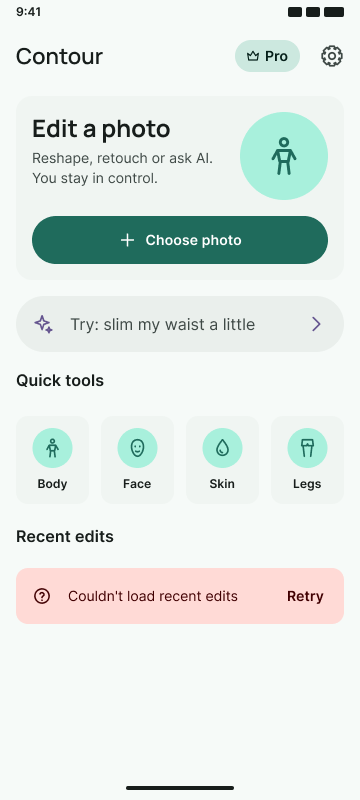 9:41
Contour
Pro
Edit a photo
Reshape, retouch or ask AI.
You stay in control.
Choose photo
Try: slim my waist a little
Quick tools
Body
Face
Skin
Legs
Recent edits
Couldn't load recent edits
Retry